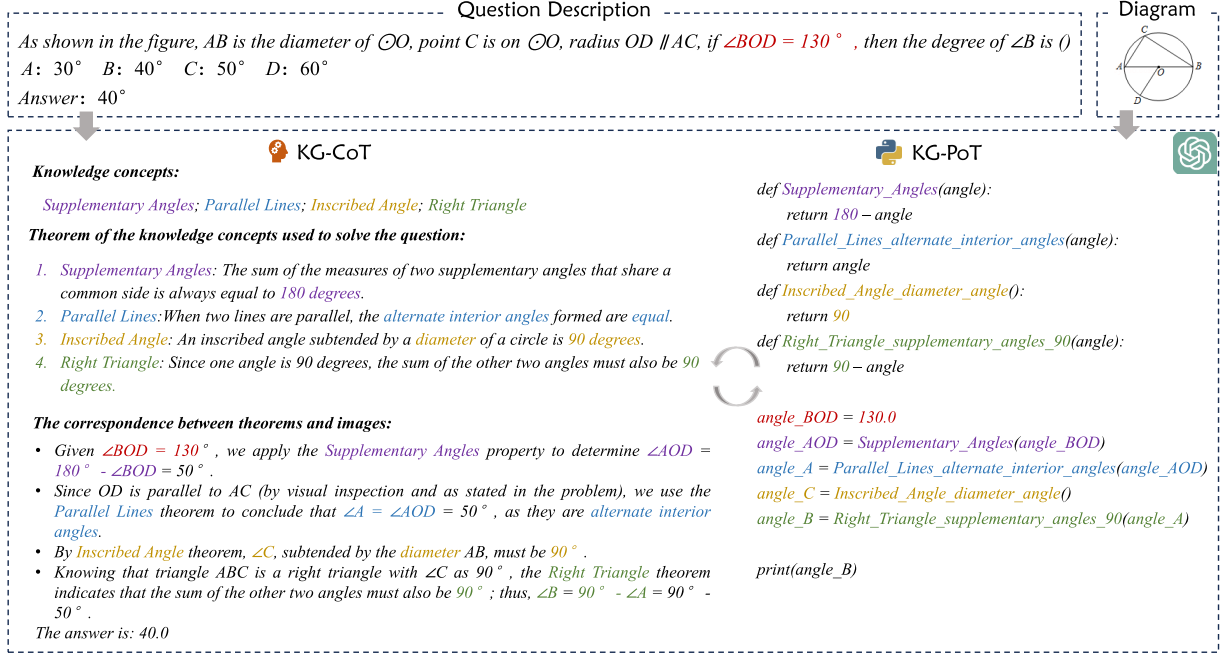 Question Description
As shown in the figure, AB is the diameter of ⊙O, point C is on ⊙O, radius OD ∥ AC, if ∠BOD = 130°, then the degree of ∠B is ()
A: 30° B: 40° C: 50° D: 60°
Answer: 40°
Diagram
C
A
O
B
D
KG-CoT
Knowledge concepts:
Supplementary Angles; Parallel Lines; Inscribed Angle; Right Triangle
Theorem of the knowledge concepts used to solve the question:
1. Supplementary Angles: The sum of the measures of two supplementary angles that share a
common side is always equal to 180 degrees.
2. Parallel Lines:When two lines are parallel, the alternate interior angles formed are equal.
3. Inscribed Angle: An inscribed angle subtended by a diameter of a circle is 90 degrees.
4. Right Triangle: Since one angle is 90 degrees, the sum of the other two angles must also be 90
degrees.
The correspondence between theorems and images:
• Given ∠BOD = 130°, we apply the Supplementary Angles property to determine ∠AOD =
180° - ∠BOD = 50°.
• Since OD is parallel to AC (by visual inspection and as stated in the problem), we use the
Parallel Lines theorem to conclude that ∠A = ∠AOD = 50°, as they are alternate interior
angles.
• By Inscribed Angle theorem, ∠C, subtended by the diameter AB, must be 90°.
• Knowing that triangle ABC is a right triangle with ∠C as 90°, the Right Triangle theorem
indicates that the sum of the other two angles must also be 90°; thus, ∠B = 90° - ∠A = 90° -
50°.
The answer is: 40.0
KG-PoT
def Supplementary_Angles(angle):
return 180 – angle
def Parallel_Lines_alternate_interior_angles(angle):
return angle
def Inscribed_Angle_diameter_angle():
return 90
def Right_Triangle_supplementary_angles_90(angle):
return 90 – angle
angle_BOD = 130.0
angle_AOD = Supplementary_Angles(angle_BOD)
angle_A = Parallel_Lines_alternate_interior_angles(angle_AOD)
angle_C = Inscribed_Angle_diameter_angle()
angle_B = Right_Triangle_supplementary_angles_90(angle_A)
print(angle_B)